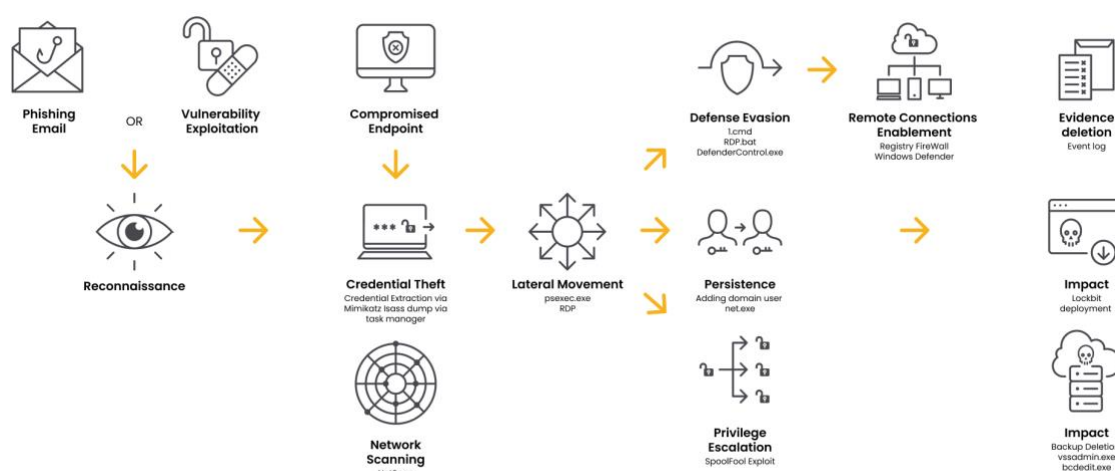 Phishing
Email
OR
Vulnerability
Exploitation
Compromised
Endpoint
Defense Evasion
1.cmd
RDP.bat
DefenderControl.exe
Remote Connections
Enablement
Registry FireWall
Windows Defender
Evidence
deletion
Event log
Reconnaissance
***
Credential Theft
Credential Extraction via
Mimikatz lsass dump via
task manager
Lateral Movement
psexec.exe
RDP
Persistence
Adding domain user
net.exe
Impact
Lockbit
deployment
Network
Scanning
Privilege
Escalation
SpoolFool Exploit
Impact
Backup Deletio
vssadmin.exe
bcdedit.exe